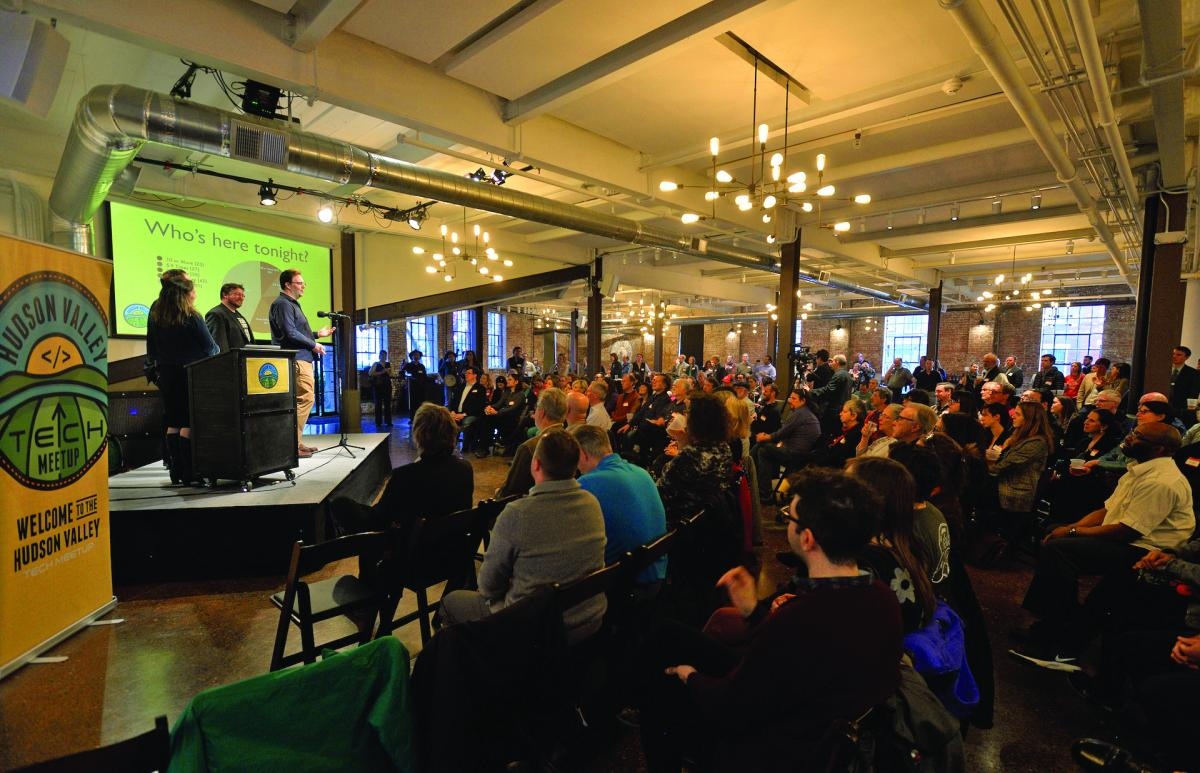 Who's here tonight?
HUDSON VALLEY
</>
TECH
MEETUP
WELCOME TO THE
HUDSON VALLEY
TECH MEETUP